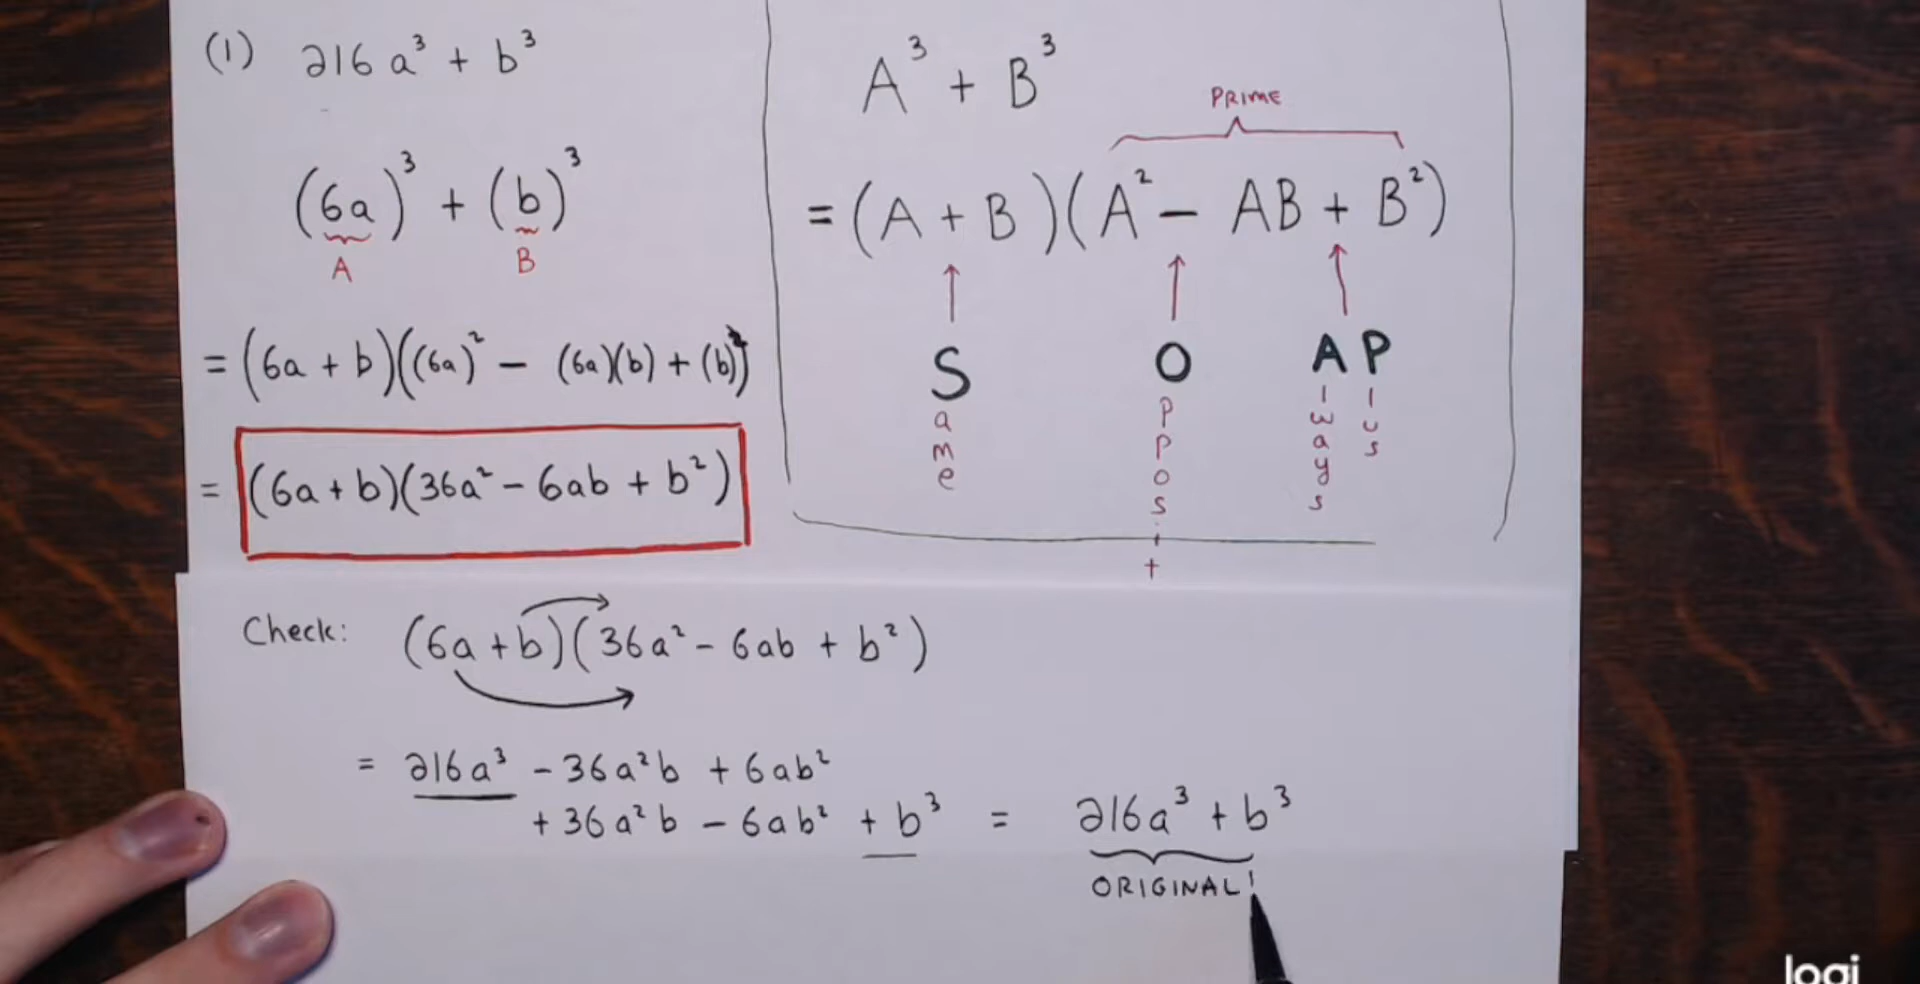 (1) 216a³ + b³
(6a)³ + (b)³
A B
= (6a + b)((6a)² - (6a)(b) + (b)²)
= (6a + b)(36a² - 6ab + b²)
A³ + B³
PRIME
= (A + B)(A² - AB + B²)
S O A P
Same
Opposit
Always
Plus
Check: (6a + b)(36a² - 6ab + b²)
= 216a³ - 36a²b + 6ab²
+ 36a²b - 6ab² + b³ = 216a³ + b³
ORIGINAL!
logi